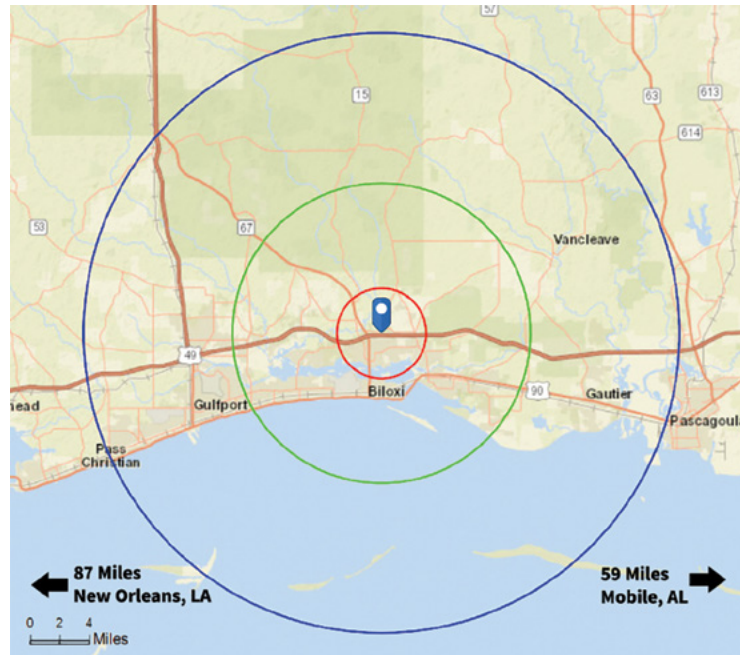 57
15
63
613
614
53
67
Vancleave
49
Biloxi
90
Gautier
nead
Gulfport
Pascagoula
Pass
Christian
87 Miles
New Orleans, LA
59 Miles
Mobile, AL
0 2 4
Miles